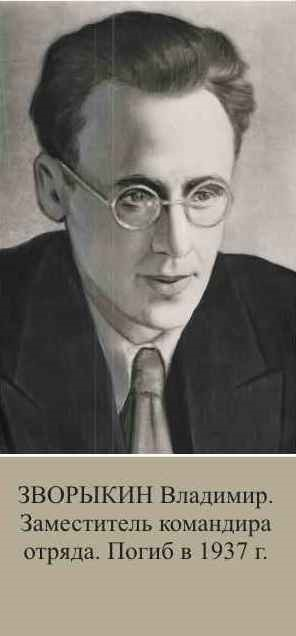 ЗВОРЫКИН Владимир.
Заместитель командира
отряда. Погиб в 1937 г.